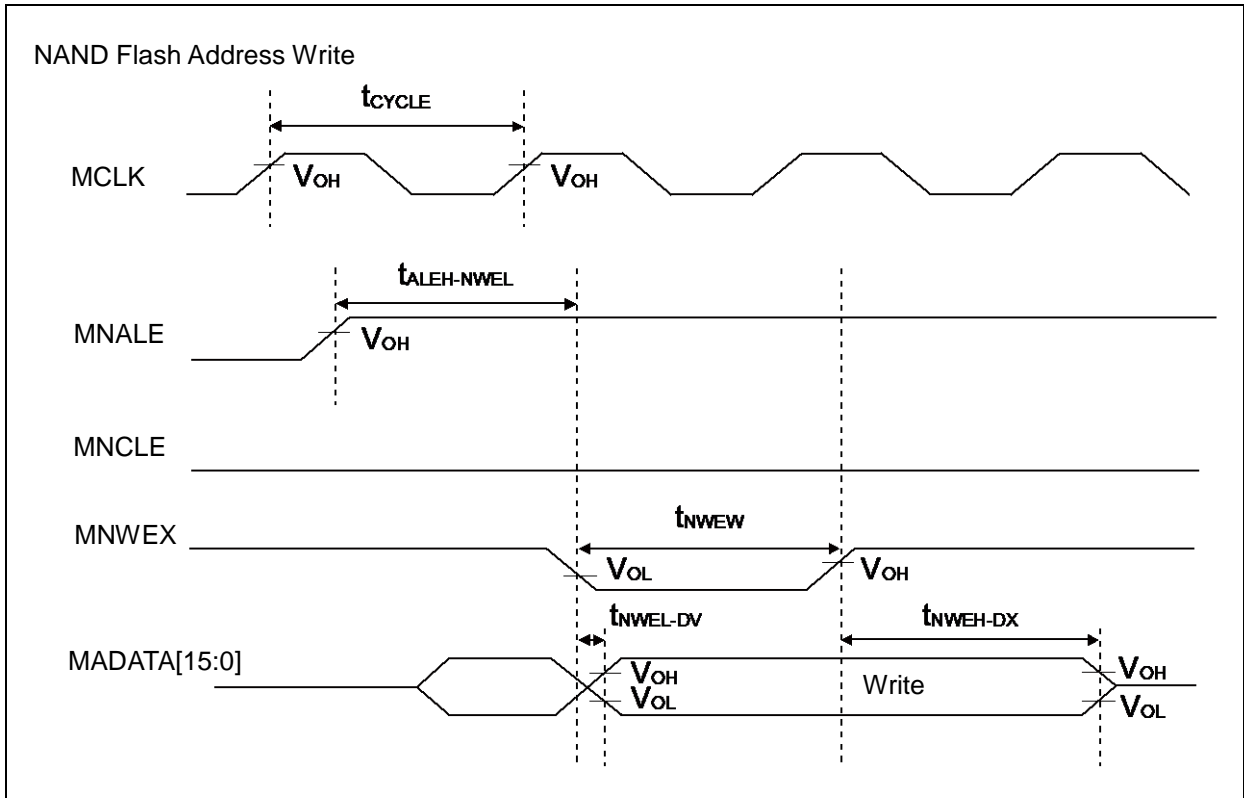 NAND Flash Address Write
tCYCLE
MCLK
VOH
VOH
tALEH-NWEL
MNALE
VOH
MNCLE
tNWEW
MNWEX
VOL
VOH
tNWEL-DV
tNWEH-DX
MADATA[15:0]
VOH
VOL
Write
VOH
VOL